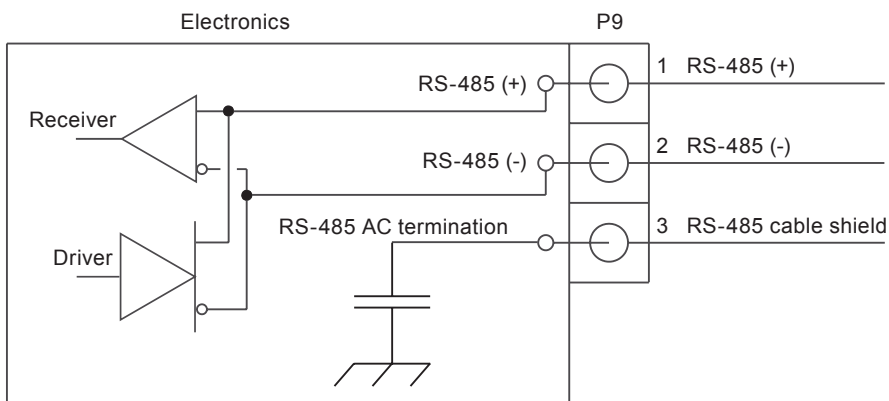 Electronics
P9
RS-485 (+)
1 RS-485 (+)
Receiver
RS-485 (-)
2 RS-485 (-)
RS-485 AC termination
3 RS-485 cable shield
Driver